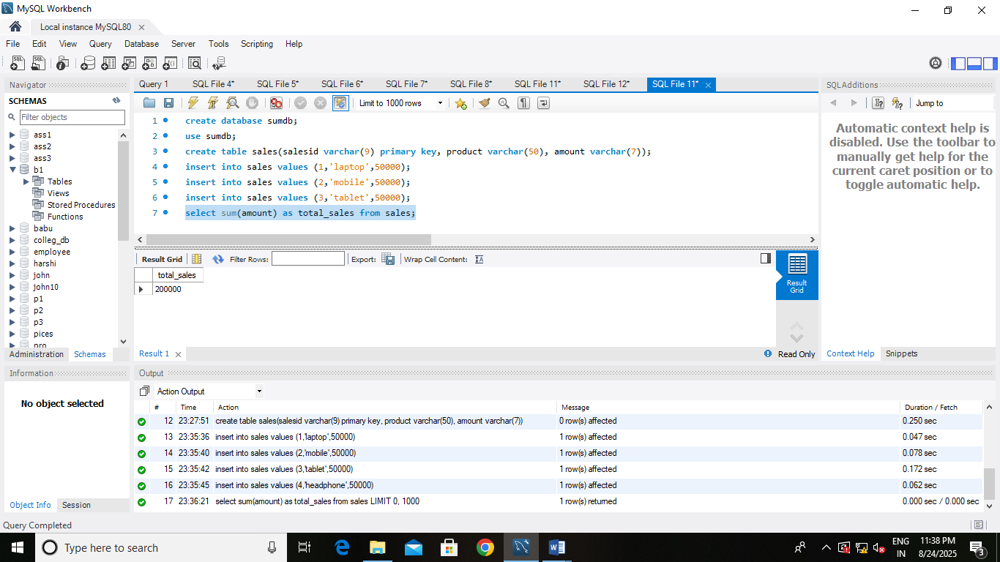 MySQL Workbench
Local instance MySQL80
File Edit View Query Database Server Tools Scripting Help
Navigator
SCHEMAS
Filter objects
ass1
ass2
ass3
b1
Tables
Views
Stored Procedures
Functions
babu
colleg_db
employee
harshi
john
john10
p1
p2
p3
pices
pro
Administration Schemas
Information
No object selected
Object Info Session
Query 1 SQL File 4* SQL File 5* SQL File 6* SQL File 7* SQL File 8* SQL File 11* SQL File 12* SQL File 11*
Limit to 1000 rows
1 create database sumdb;
2 use sumdb;
3 create table sales(salesid varchar(9) primary key, product varchar(50), amount varchar(7));
4 insert into sales values (1,'laptop',50000);
5 insert into sales values (2,'mobile',50000);
6 insert into sales values (3,'tablet',50000);
7 select sum(amount) as total_sales from sales;
Result Grid Filter Rows: Export: Wrap Cell Content:
total_sales
200000
Result Grid
Result 1
Read Only
SQLAdditions
Jump to
Automatic context help is
disabled. Use the toolbar to
manually get help for the
current caret position or to
toggle automatic help.
Context Help Snippets
Output
Action Output
# Time Action Message Duration / Fetch
12 23:27:51 create table sales(salesid varchar(9) primary key, product varchar(50), amount varchar(7)) 0 row(s) affected 0.250 sec
13 23:35:36 insert into sales values (1,'laptop',50000) 1 row(s) affected 0.047 sec
14 23:35:40 insert into sales values (2,'mobile',50000) 1 row(s) affected 0.078 sec
15 23:35:42 insert into sales values (3,'tablet',50000) 1 row(s) affected 0.172 sec
16 23:35:45 insert into sales values (4,'headphone',50000) 1 row(s) affected 0.062 sec
17 23:36:21 select sum(amount) as total_sales from sales LIMIT 0, 1000 1 row(s) returned 0.000 sec / 0.000 sec
Query Completed
Type here to search
ENG
IN
11:38 PM
8/24/2025
3